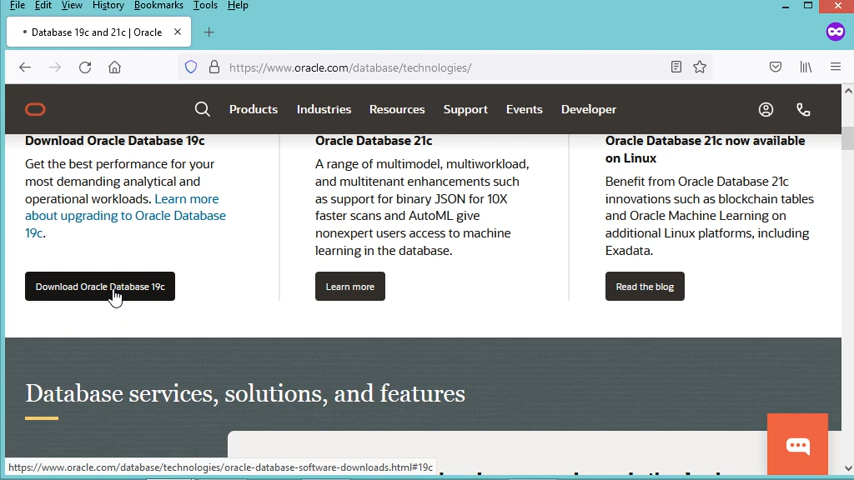 File Edit View History Bookmarks Tools Help
Database 19c and 21c | Oracle
https://www.oracle.com/database/technologies/
Products Industries Resources Support Events Developer
Download Oracle Database 19c
Get the best performance for your
most demanding analytical and
operational workloads. Learn more
about upgrading to Oracle Database
19c.
Download Oracle Database 19c
Oracle Database 21c
A range of multimodel, multiworkload,
and multitenant enhancements such
as support for binary JSON for 10X
faster scans and AutoML give
nonexpert users access to machine
learning in the database.
Learn more
Oracle Database 21c now available
on Linux
Benefit from Oracle Database 21c
innovations such as blockchain tables
and Oracle Machine Learning on
additional Linux platforms, including
Exadata.
Read the blog
Database services, solutions, and features
https://www.oracle.com/database/technologies/oracle-database-software-downloads.html#19c